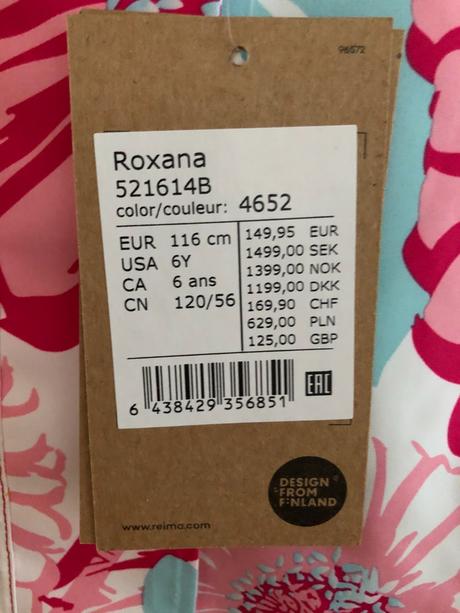 96572
Roxana
521614B
color/couleur: 4652
EUR 116 cm
USA 6Y
CA 6 ans
CN 120/56
149,95 EUR
1499,00 SEK
1399,00 NOK
1199,00 DKK
169,90 CHF
629,00 PLN
125,00 GBP
6 438429 356851
EAC
DESIGN
FROM
FINLAND
www.reima.com